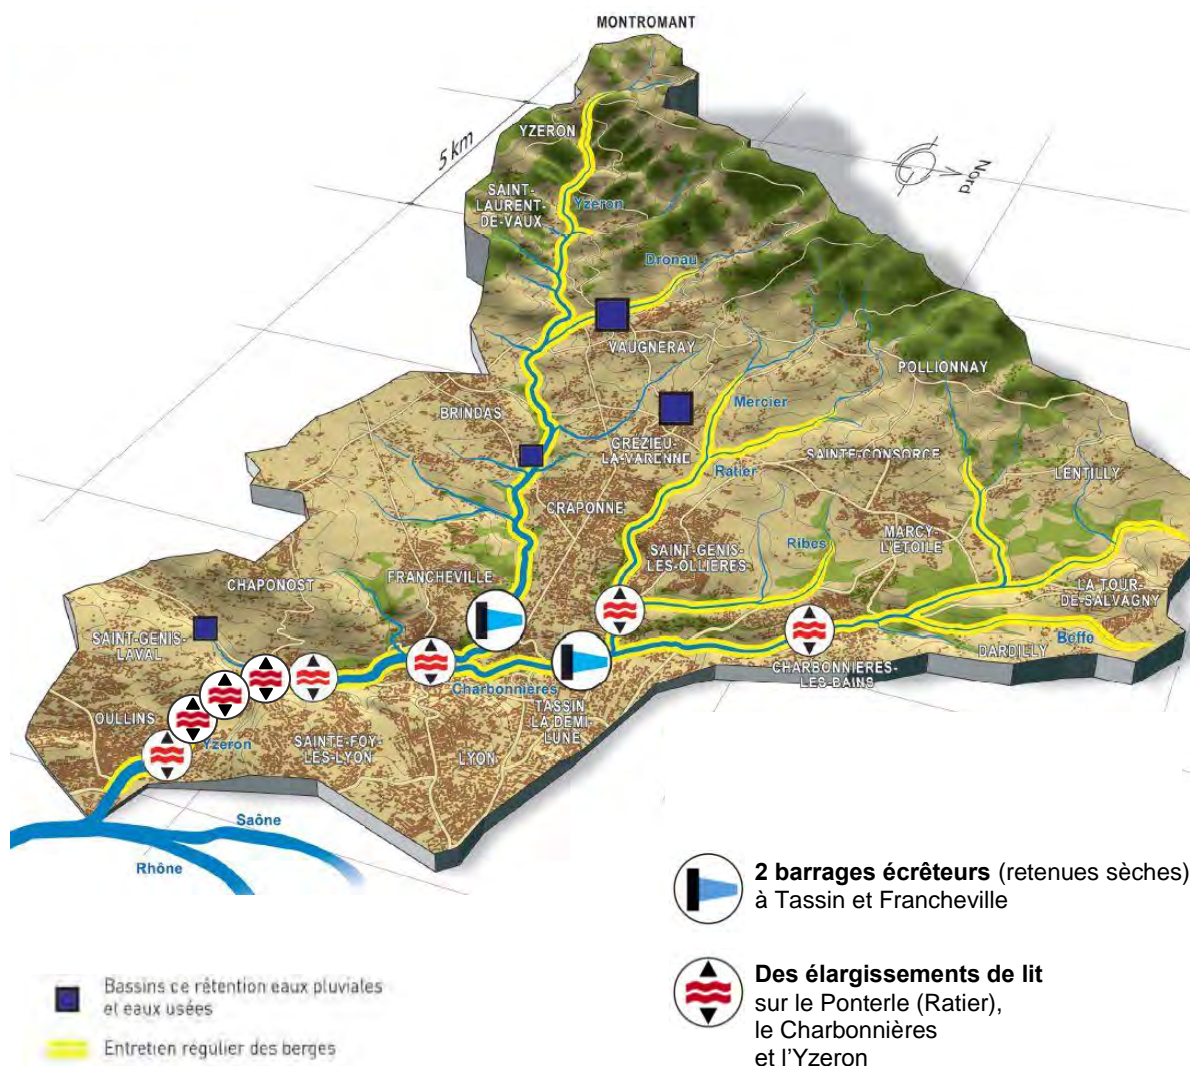 MONTROMANT
YZERON
5 km
Nord
SAINT-
LAURENT-
DE-VAUX
Yzeron
Dronau
VAUGNERAY
POLLIONNAY
BRINDAS
Mercier
GRÉZIEU-
LA-VARENNE
SAINTE-CONSORCE
Ratier
LENTILLY
CRAPONNE
MARCY-
L'ETOILE
SAINT-GENIS-
LES-OLLIÈRES
Ribes
CHAPONOST
FRANCHEVILLE
LA TOUR-
DE-SALVAGNY
SAINT-GENIS-
LAVAL
Beffe
DARDILLY
CHARBONNIÈRES-
LES-BAINS
Charbonnières
TASSIN
LA DEMI
LUNE
OULLINS
Yzeron
SAINTE-FOY-
LES-LYON
LYON
Saône
Rhône
2 barrages écrêteurs (retenues sèches)
à Tassin et Francheville
Des élargissements de lit
sur le Ponterle (Ratier),
le Charbonnières
et l'Yzeron
Bassins de rétention eaux pluviales
et eaux usées
Entretien régulier des berges